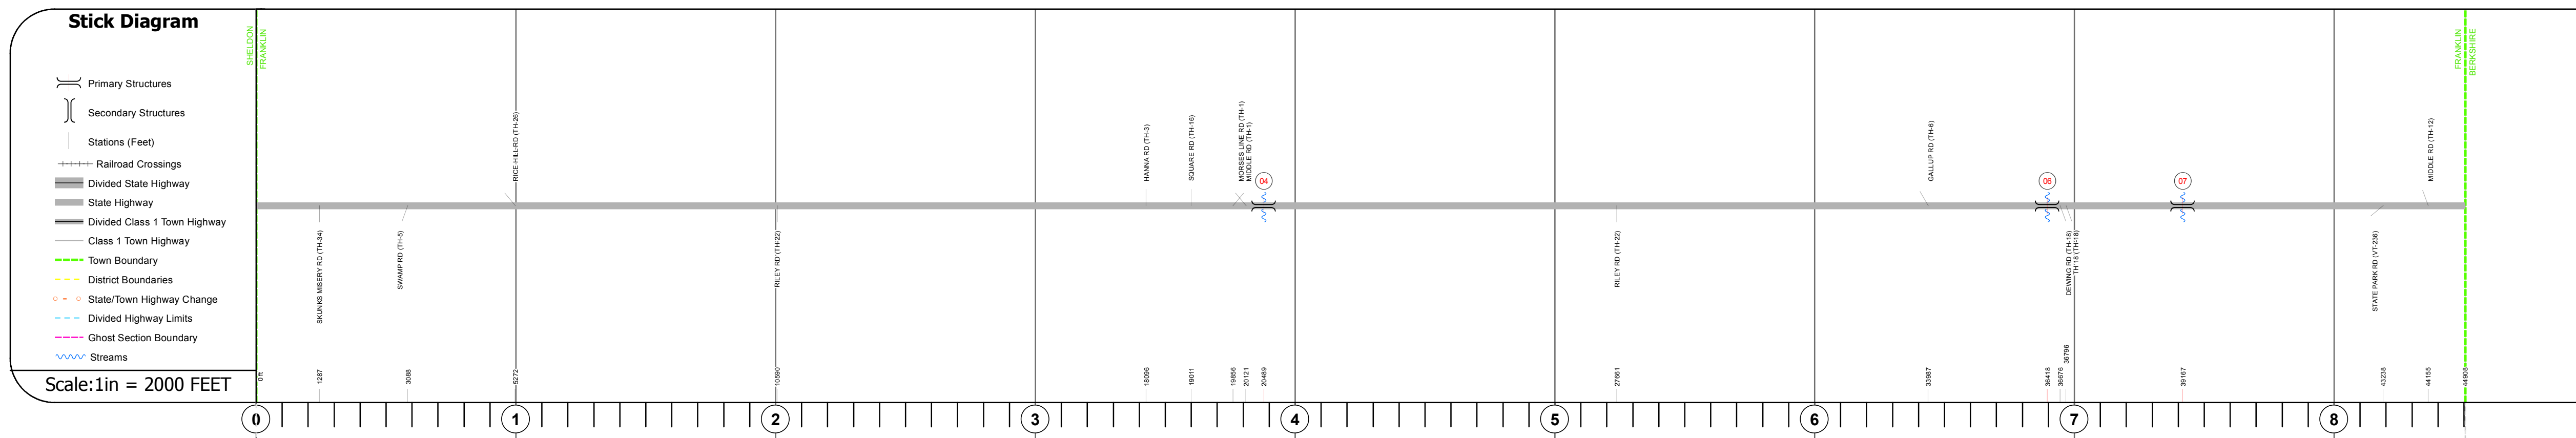 Stick Diagram
Primary Structures
Secondary Structures
Stations (Feet)
Railroad Crossings
Divided State Highway
State Highway
Divided Class 1 Town Highway
Class 1 Town Highway
Town Boundary
District Boundaries
State/Town Highway Change
Divided Highway Limits
Ghost Section Boundary
Streams
Scale:1in = 2000 FEET
SHELDON
FRANKLIN
FRANKLIN
BERKSHIRE
RICE HILL RD (TH-26)
HANNA RD (TH-3)
SQUARE RD (TH-16)
MORSES LINE RD (TH-1)
MIDDLE RD (TH-1)
04
GALLUP RD (TH-6)
06
07
MIDDLE RD (TH-12)
SKUNKS MISERY RD (TH-34)
SWAMP RD (TH-5)
RILEY RD (TH-22)
RILEY RD (TH-22)
DEWING RD (TH-18)
TH 18 (TH-18)
STATE PARK RD (VT-236)
0 ft
1287
3088
5272
10590
18096
19011
19856
20121
20489
27661
33987
36418
36676
36796
39167
43238
44155
44908
0
1
2
3
4
5
6
7
8